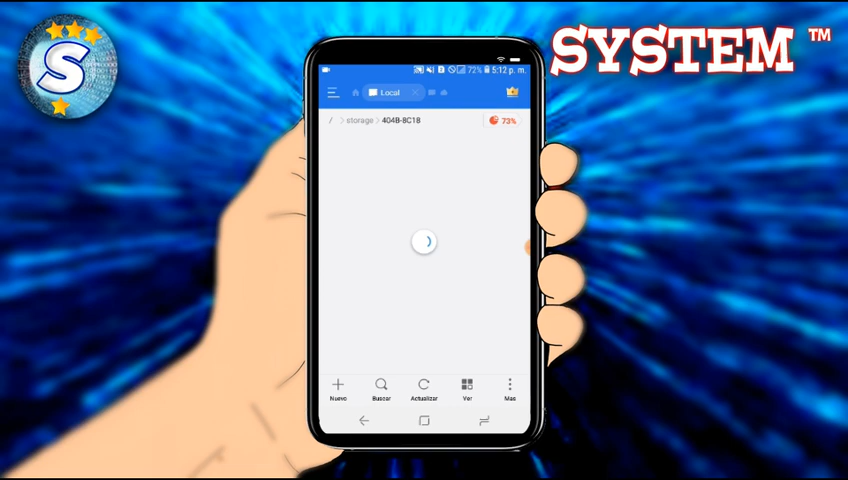 S
SYSTEM ™
72% 5:12 p. m.
Local
/ storage 404B-8C18 73%
Nuevo Buscar Actualizar Ver Mas